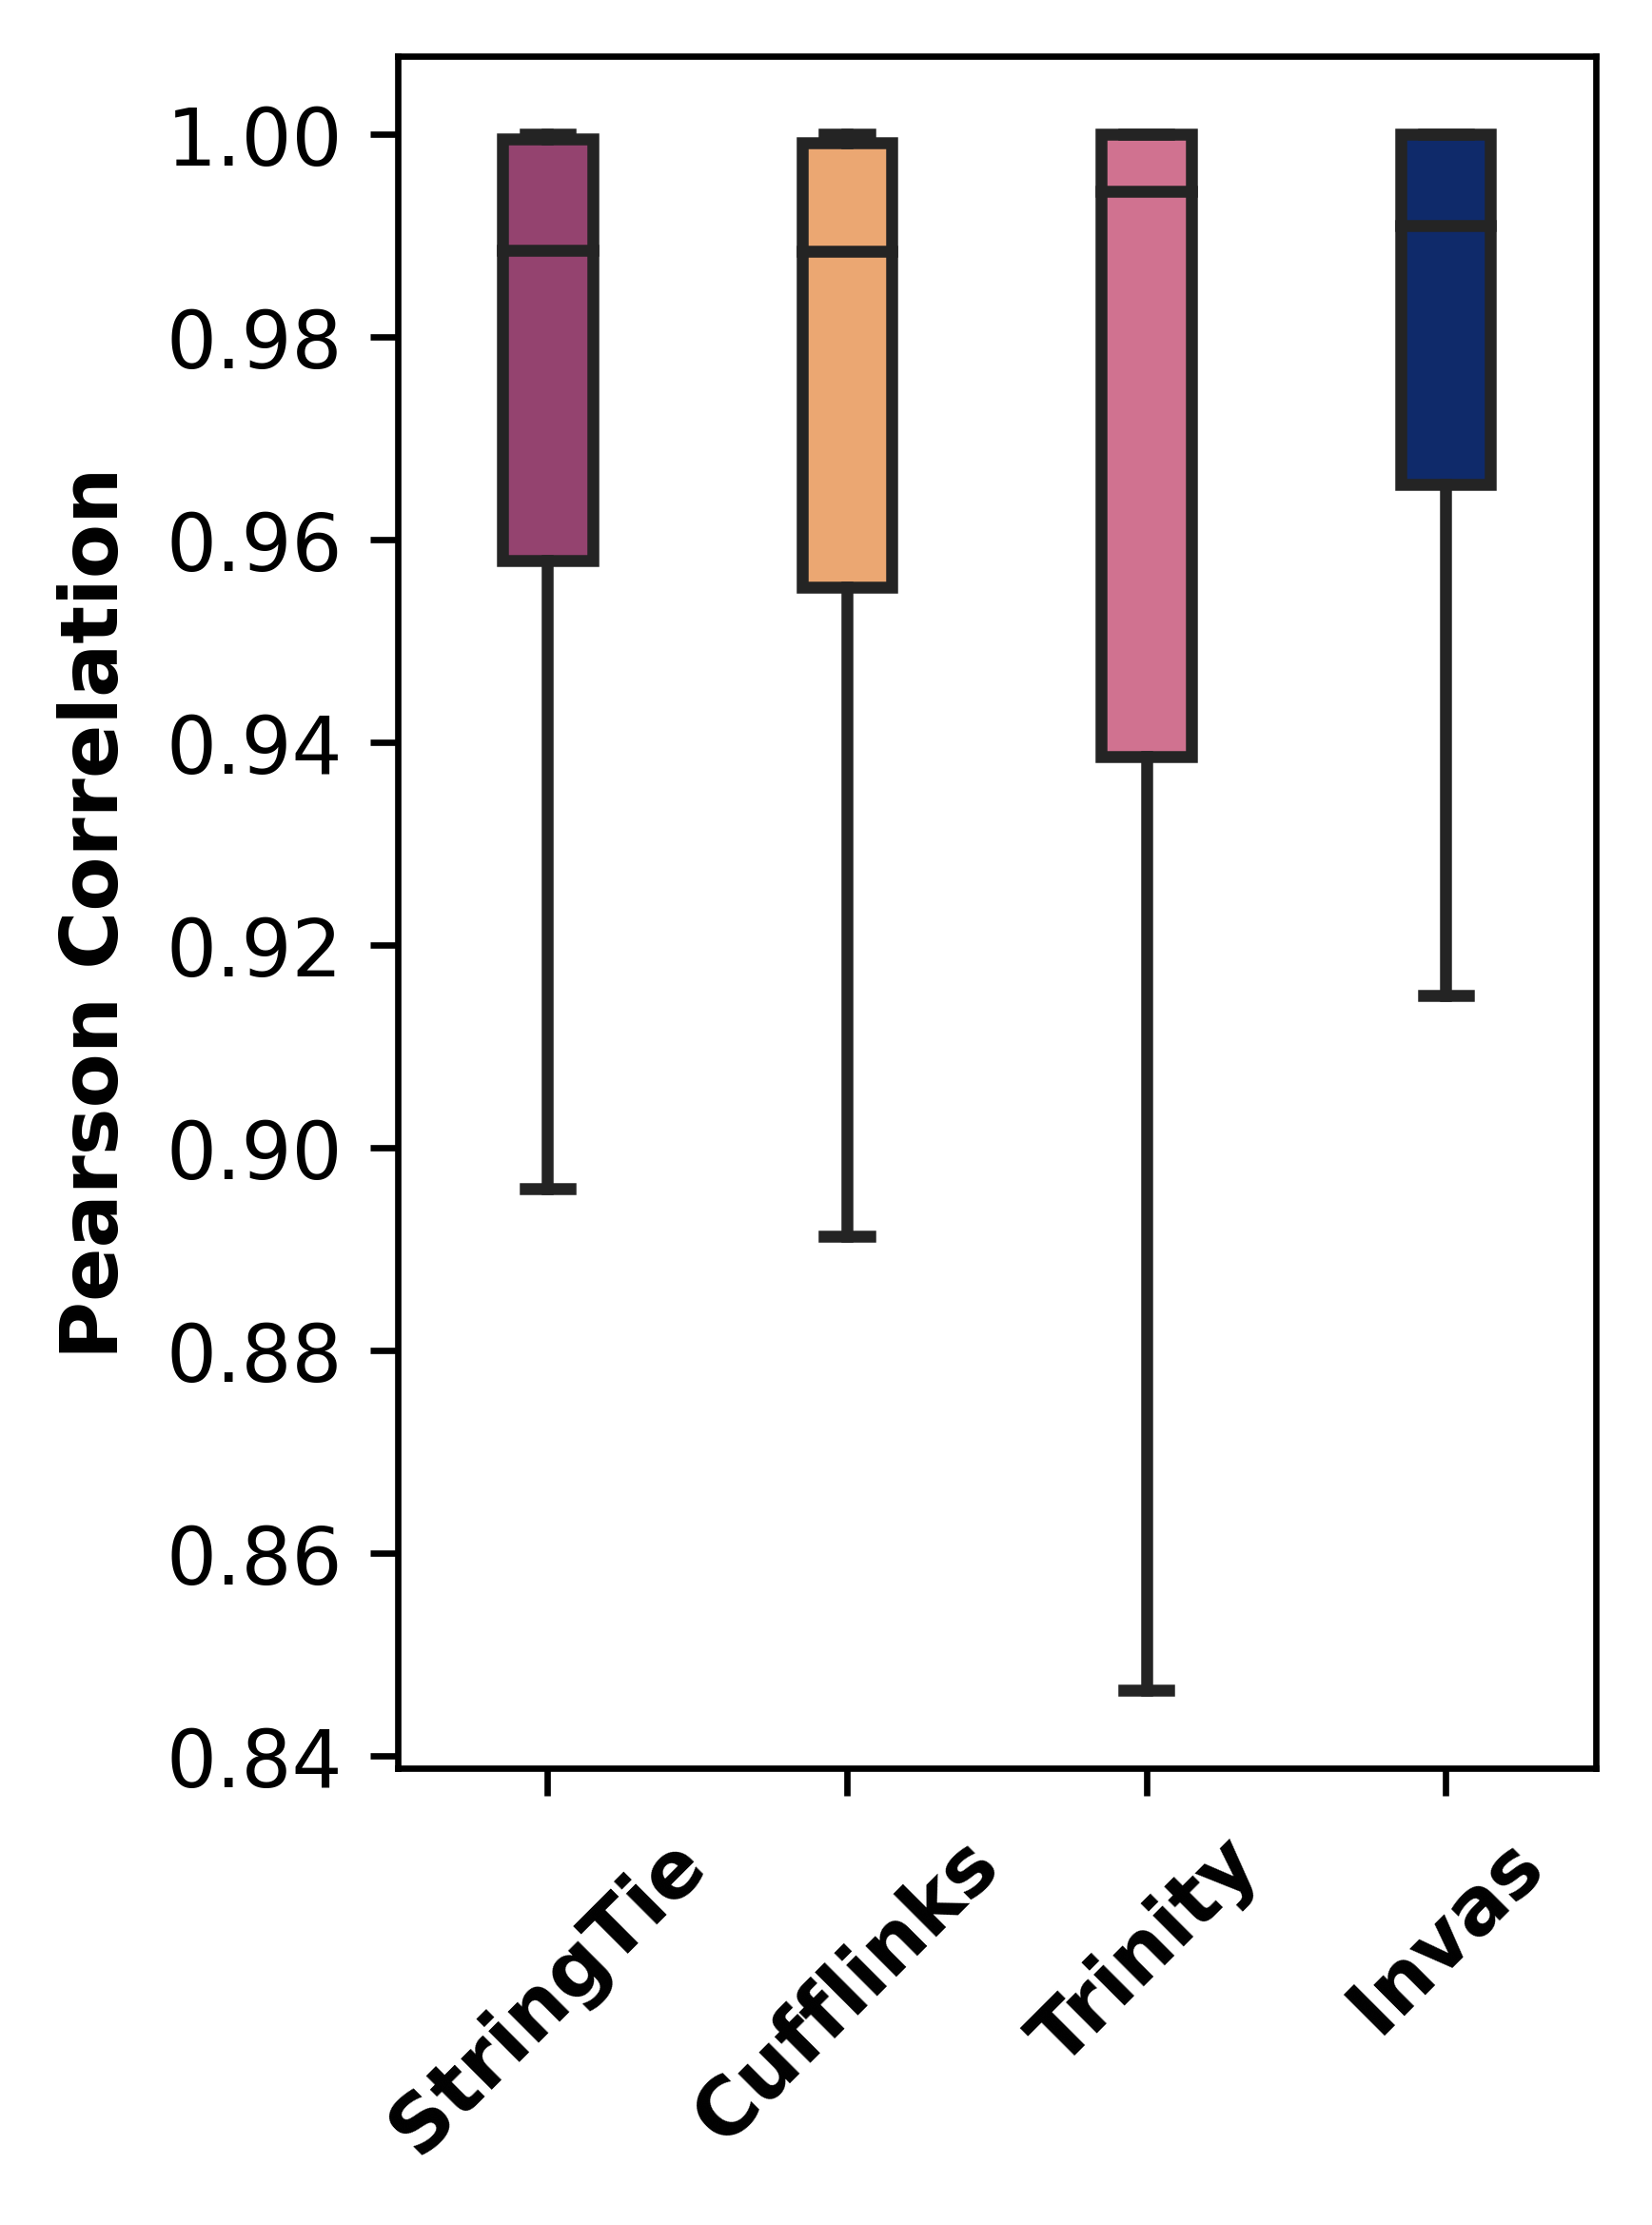 Pearson Correlation
1.00
0.98
0.96
0.94
0.92
0.90
0.88
0.86
0.84
StringTie
Cufflinks
Trinity
Invas